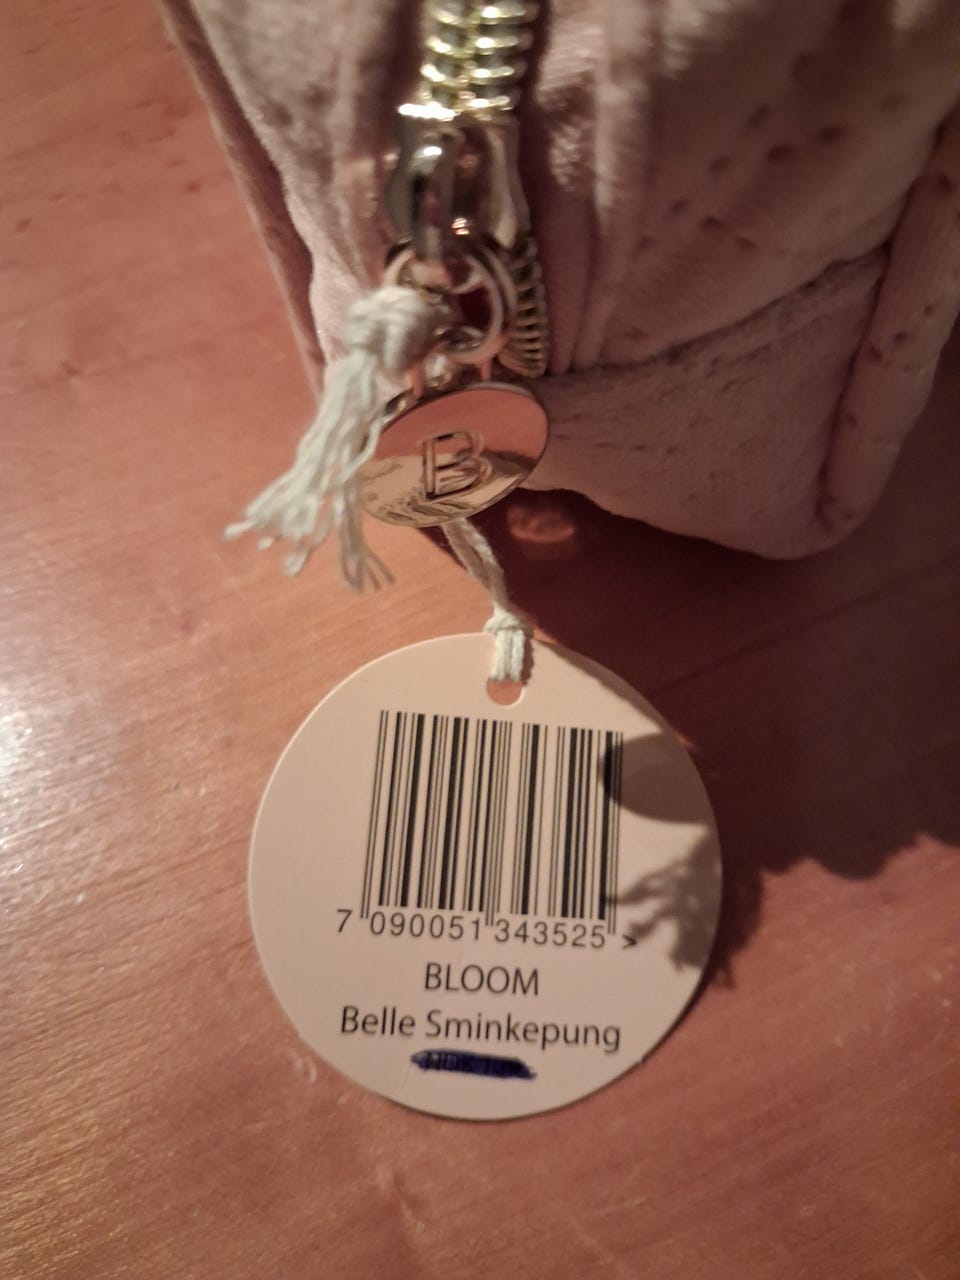 B
7 090051 343525 >
BLOOM
Belle Sminkepung